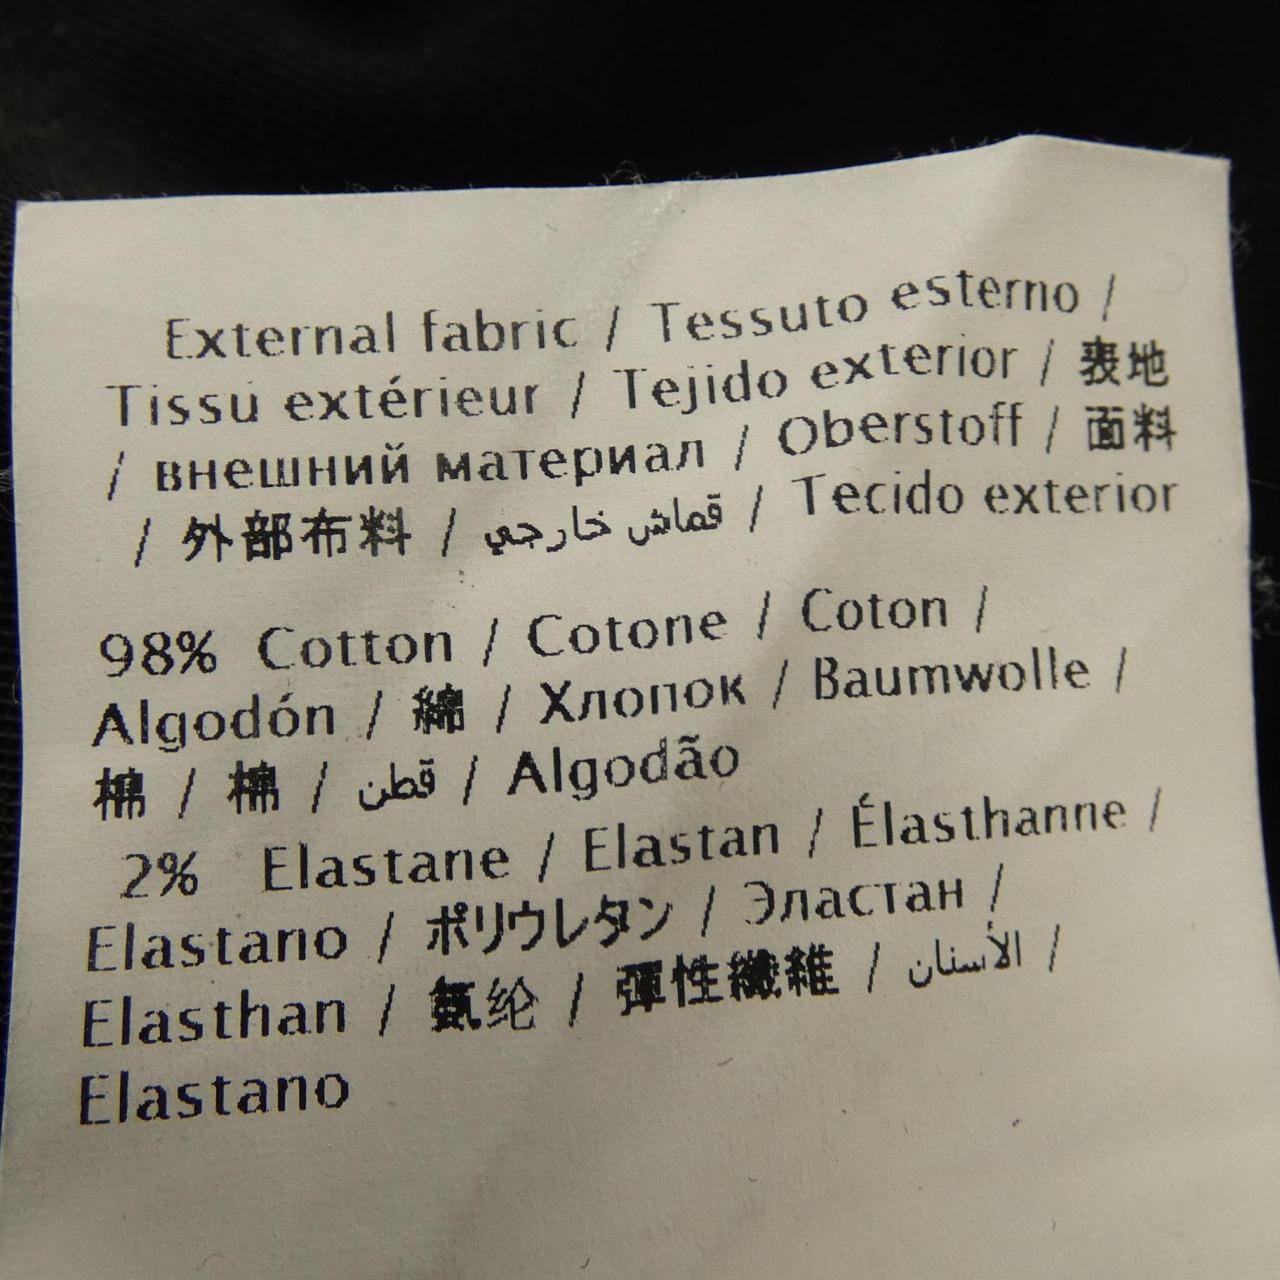 External fabric / Tessuto esterno /
Tissu extérieur / Tejido exterior / 表地
/ внешний материал / Oberstoff / 面料
/ 外部布料 / قماش خارجي / Tecido exterior
98% Cotton / Cotone / Coton /
Algodón / 綿 / Хлопок / Baumwolle /
棉 / 棉 / قطن / Algodão
2% Elastane / Elastan / Élasthanne /
Elastano / ポリウレタン / Эластан /
Elasthan / 氨纶 / 彈性纖維 / الأسنان /
Elastano